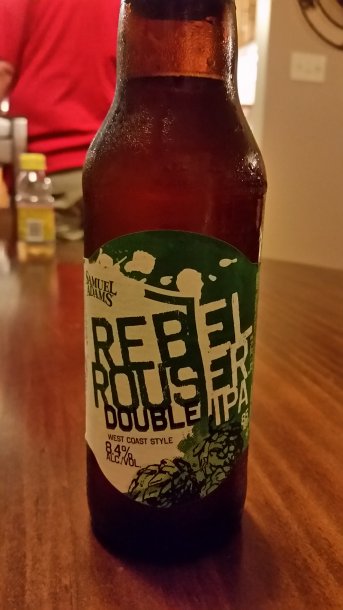 SAMUEL
ADAMS
REBEL
ROUSER
DOUBLE IPA
WEST COAST STYLE
8.4%
ALC./VOL.